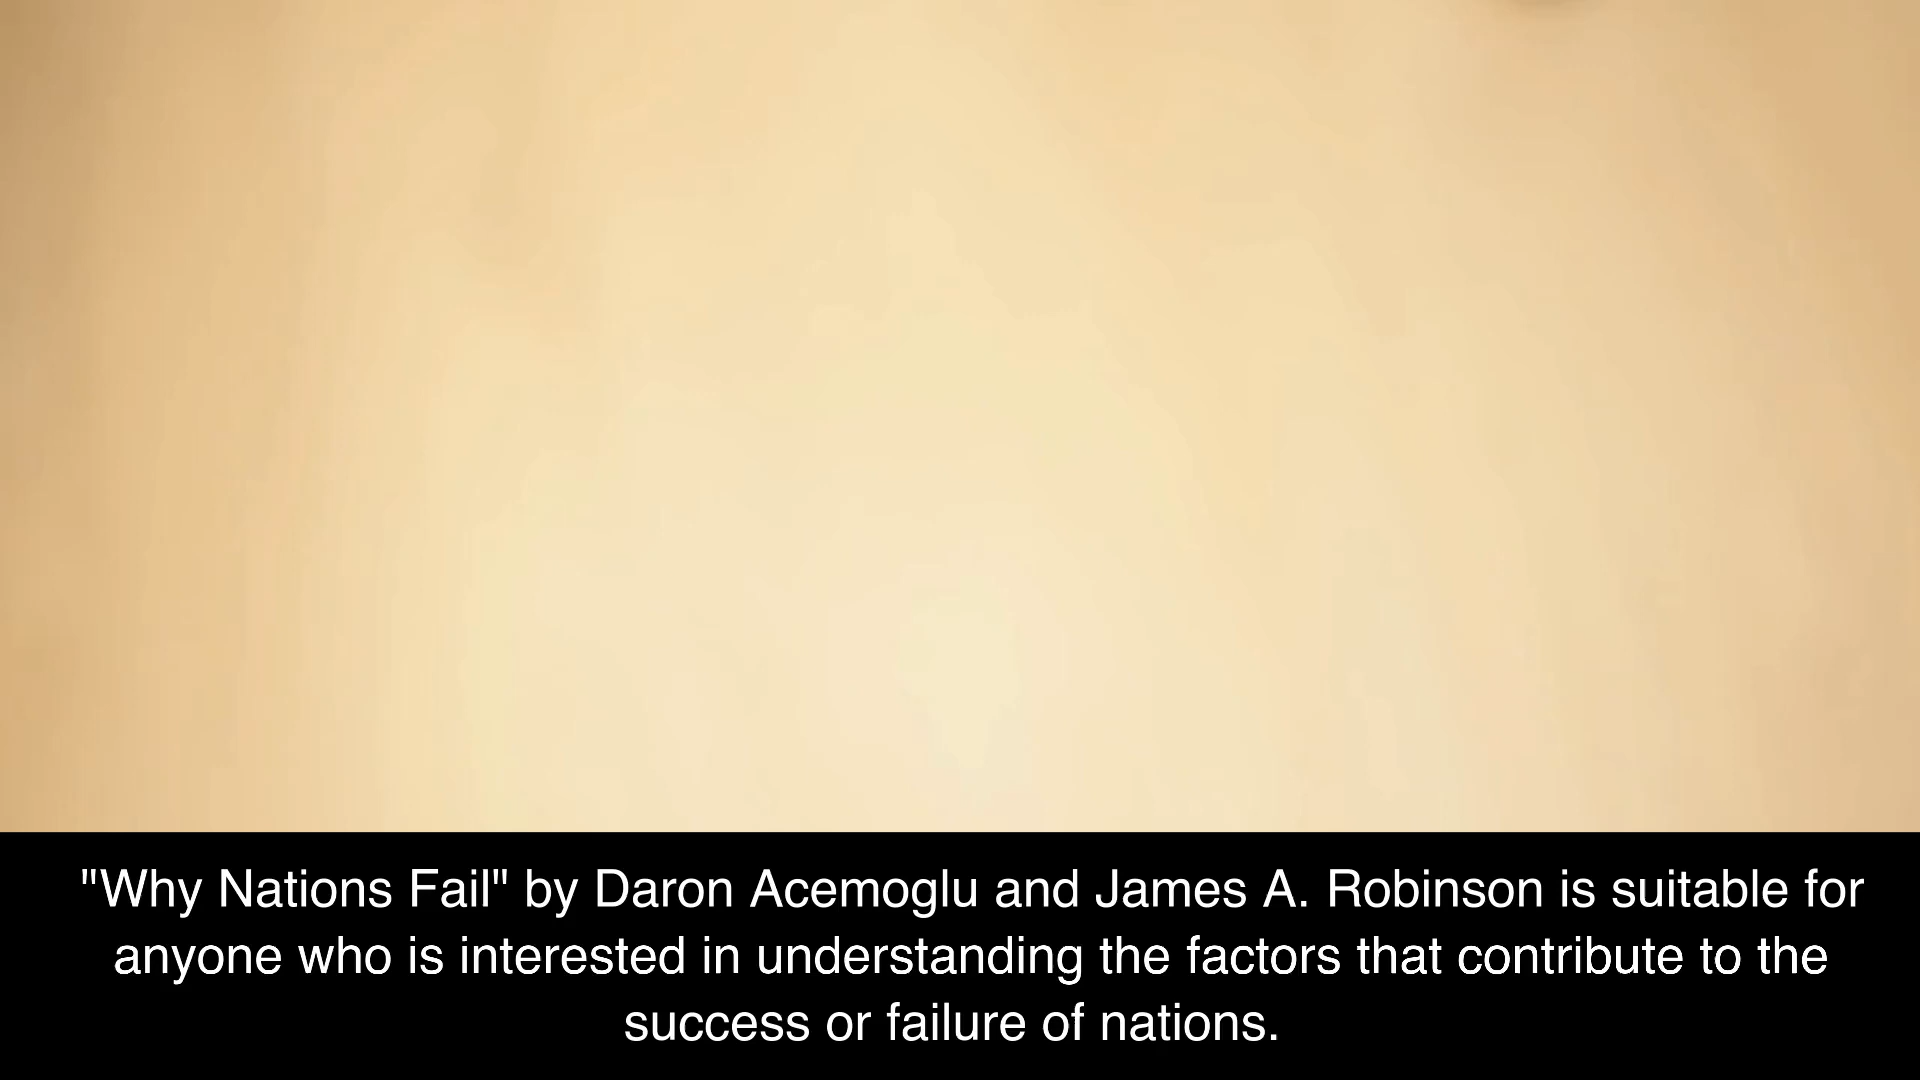 "Why Nations Fail" by Daron Acemoglu and James A. Robinson is suitable for
anyone who is interested in understanding the factors that contribute to the
success or failure of nations.